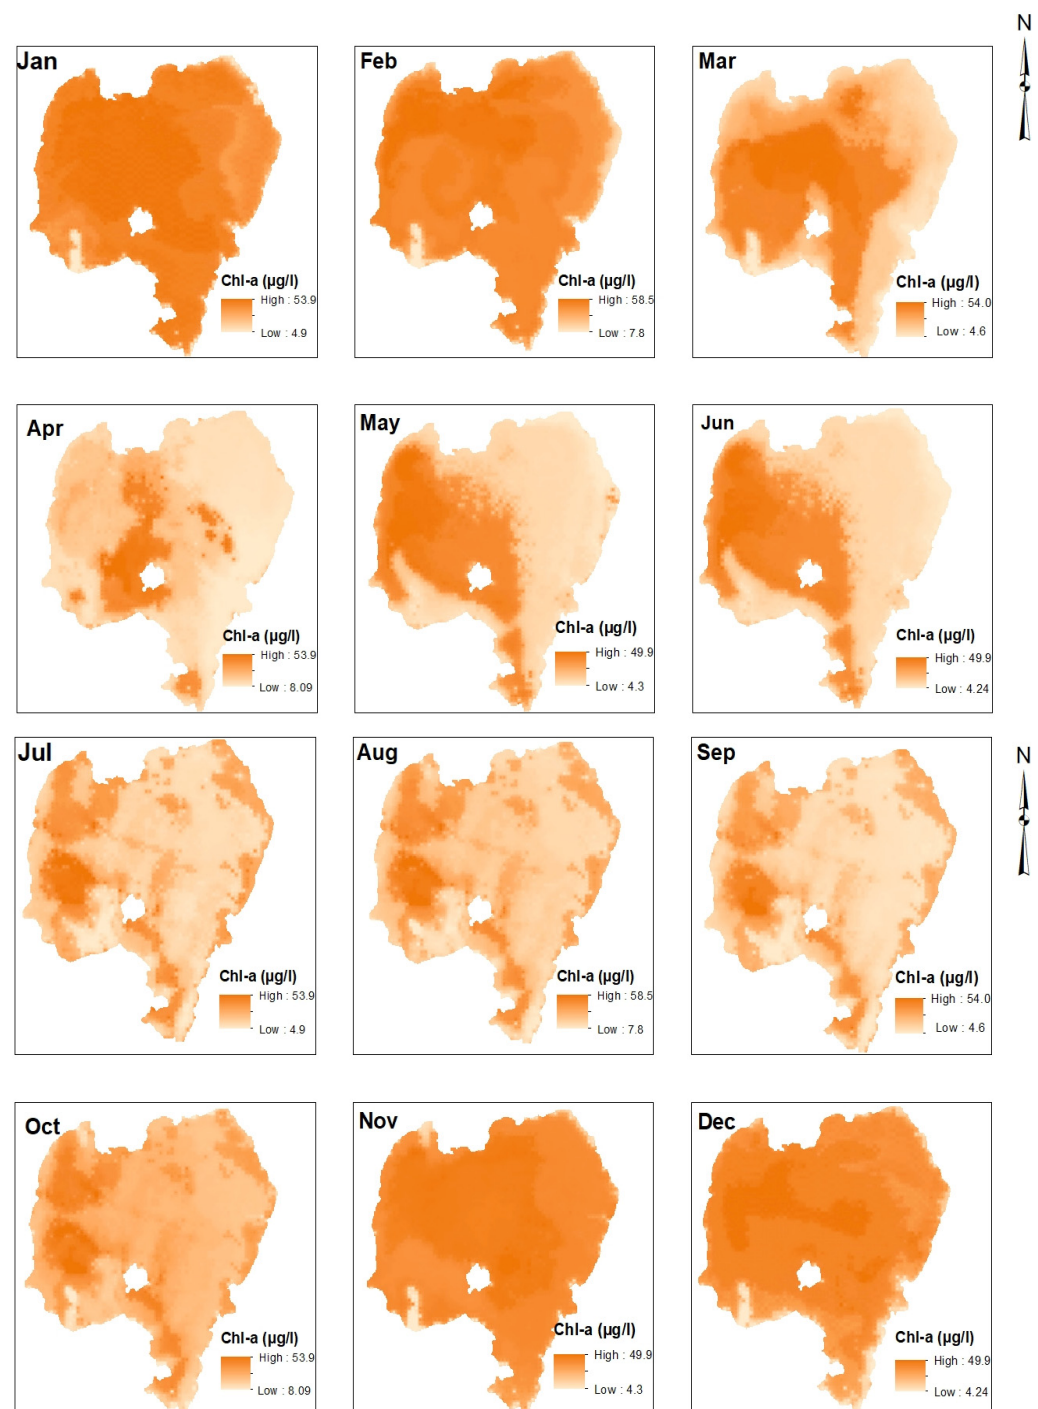 N
Jan
Chl-a (µg/l)
High : 53.9
Low : 4.9
Feb
Chl-a (µg/l)
High : 58.5
Low : 7.8
Mar
Chl-a (µg/l)
High : 54.0
Low : 4.6
Apr
Chl-a (µg/l)
High : 53.9
Low : 8.09
May
Chl-a (µg/l)
High : 49.9
Low : 4.3
Jun
Chl-a (µg/l)
High : 49.9
Low : 4.24
N
Jul
Chl-a (µg/l)
High : 53.9
Low : 4.9
Aug
Chl-a (µg/l)
High : 58.5
Low : 7.8
Sep
Chl-a (µg/l)
High : 54.0
Low : 4.6
Oct
Chl-a (µg/l)
High : 53.9
Low : 8.09
Nov
Chl-a (µg/l)
High : 49.9
Low : 4.3
Dec
Chl-a (µg/l)
High : 49.9
Low : 4.24